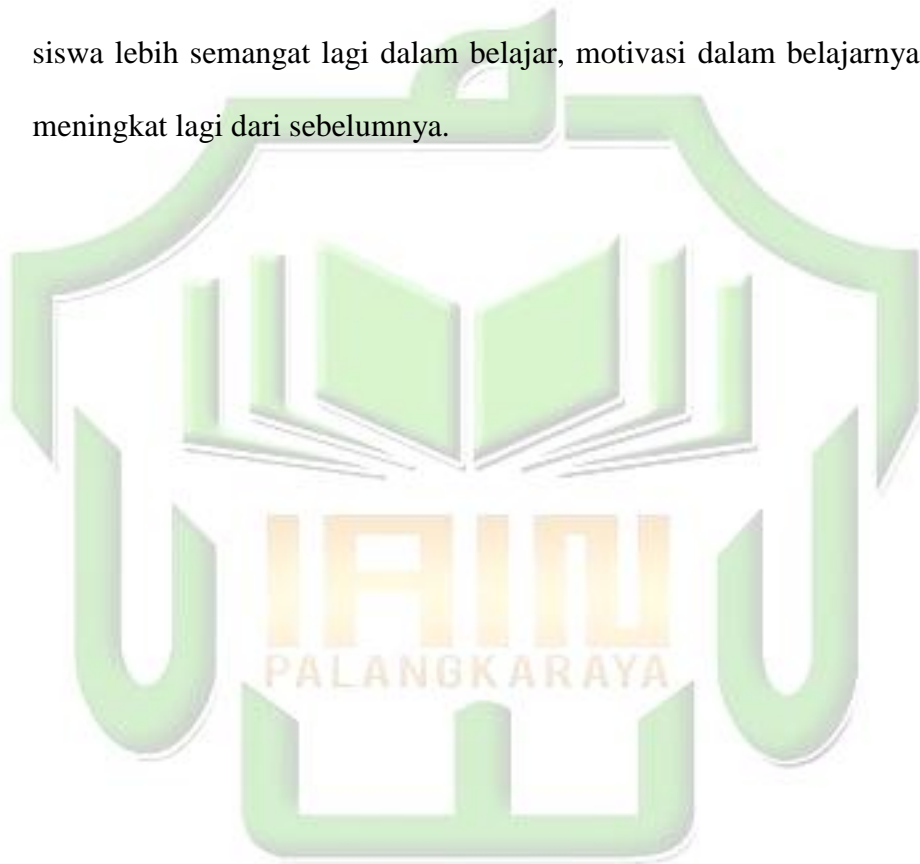 siswa lebih semangat lagi dalam belajar, motivasi dalam belajarnya
meningkat lagi dari sebelumnya.
IAIN
PALANGKARAYA